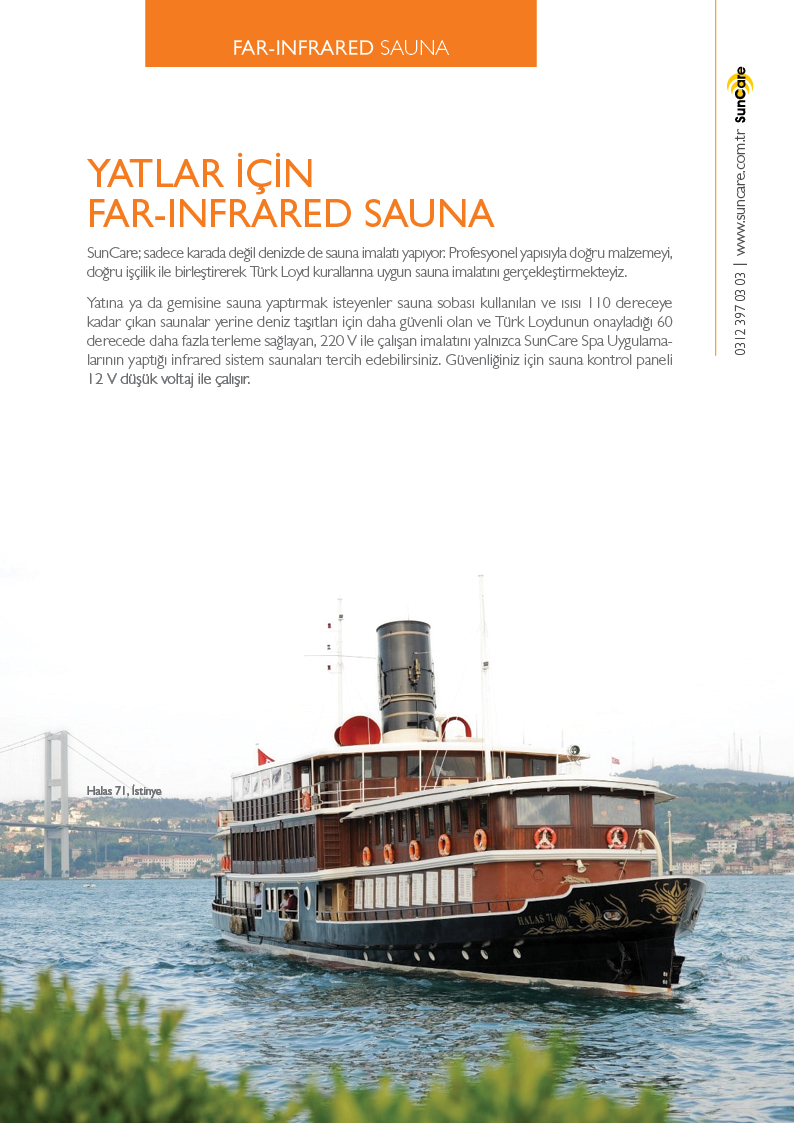 FAR-INFRARED SAUNA
YATLAR İÇİN
FAR-INFRARED SAUNA
SunCare; sadece karada değil denizde de sauna imalatı yapıyor. Profesyonel yapısıyla doğru malzemeyi,
doğru işçilik ile birleştirerek Türk Loyd kurallarına uygun sauna imalatını gerçekleştirmekteyiz.
Yatına ya da gemisine sauna yaptırmak isteyenler sauna sobası kullanılan ve ısısı 110 dereceye
kadar çıkan saunalar yerine deniz taşıtları için daha güvenli olan ve Türk Loydunun onayladığı 60
derecede daha fazla terleme sağlayan, 220 V ile çalışan imalatını yalnızca SunCare Spa Uygulama-
larının yaptığı infrared sistem saunaları tercih edebilirsiniz. Güvenliğiniz için sauna kontrol paneli
12 V düşük voltaj ile çalışır.
0312 397 03 03 | www.suncare.com.tr SunCare
Halas 71, İstinye
HALAS 71